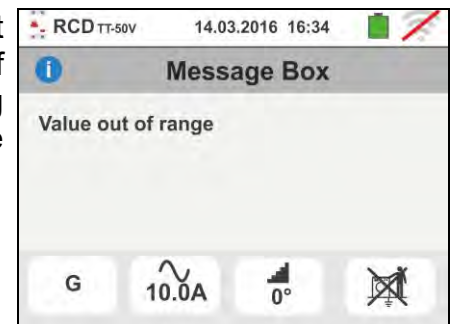 t
f
g
e
RCD TT-50V 14.03.2016 16:34
i Message Box
Value out of range
G 10.0A 0°